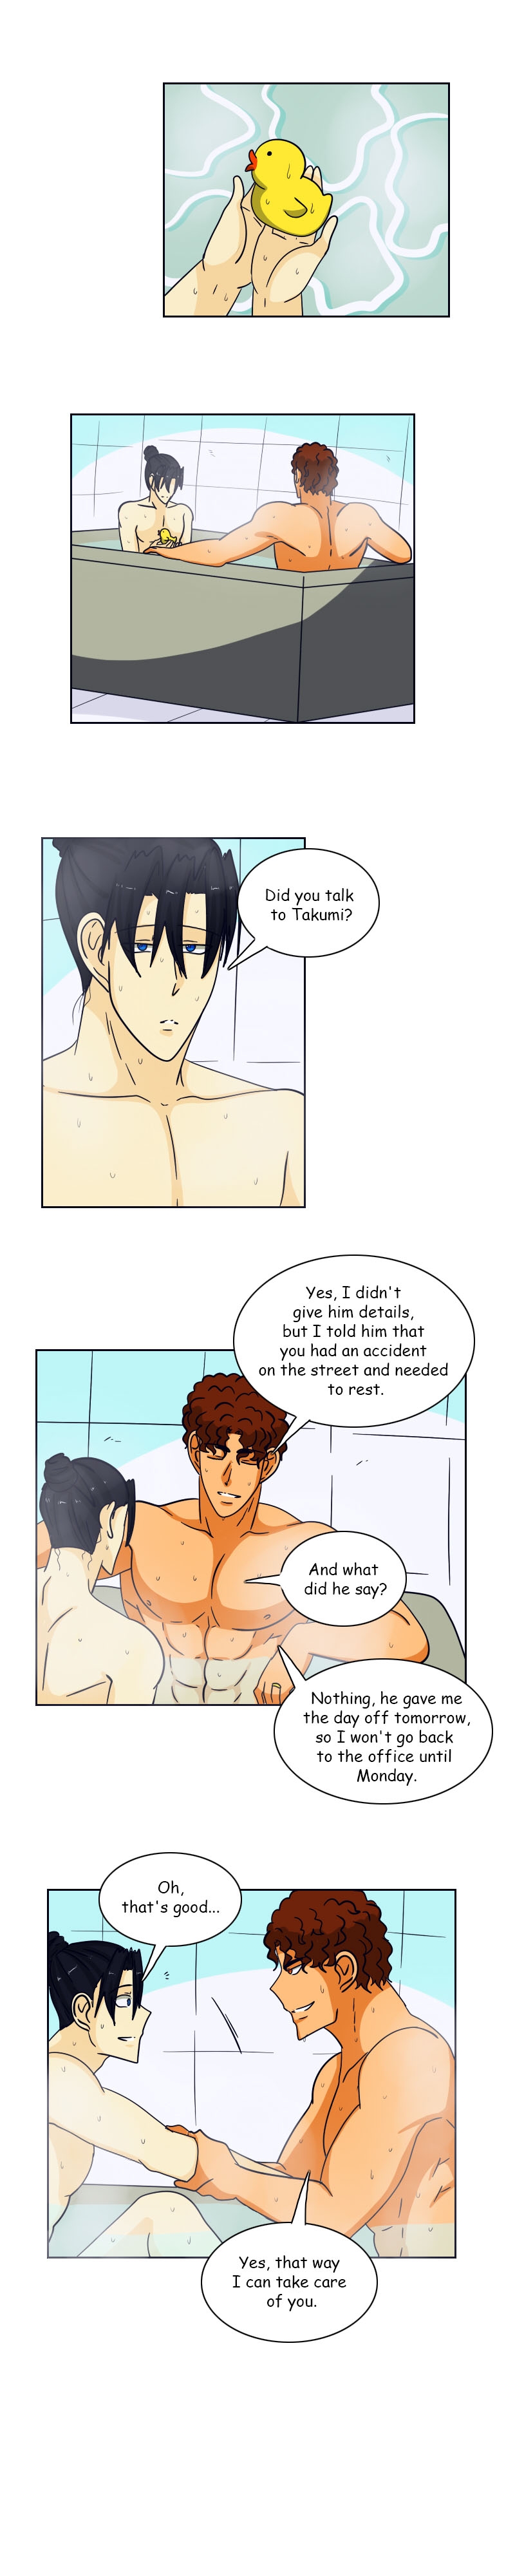 Did you talk
to Takumi?
Yes, I didn't
give him details,
but I told him that
you had an accident
on the street and needed
to rest.
And what
did he say?
Nothing, he gave me
the day off tomorrow,
so I won't go back
to the office until
Monday.
Oh,
that's good...
Yes, that way
I can take care
of you.